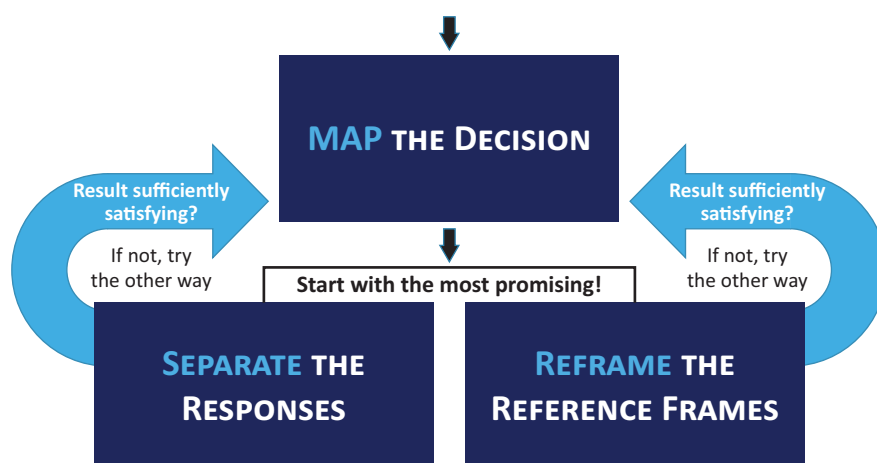 MAP THE DECISION
Result sufficiently
satisfying?
If not, try
the other way
Result sufficiently
satisfying?
If not, try
the other way
Start with the most promising!
SEPARATE THE
RESPONSES
REFRAME THE
REFERENCE FRAMES